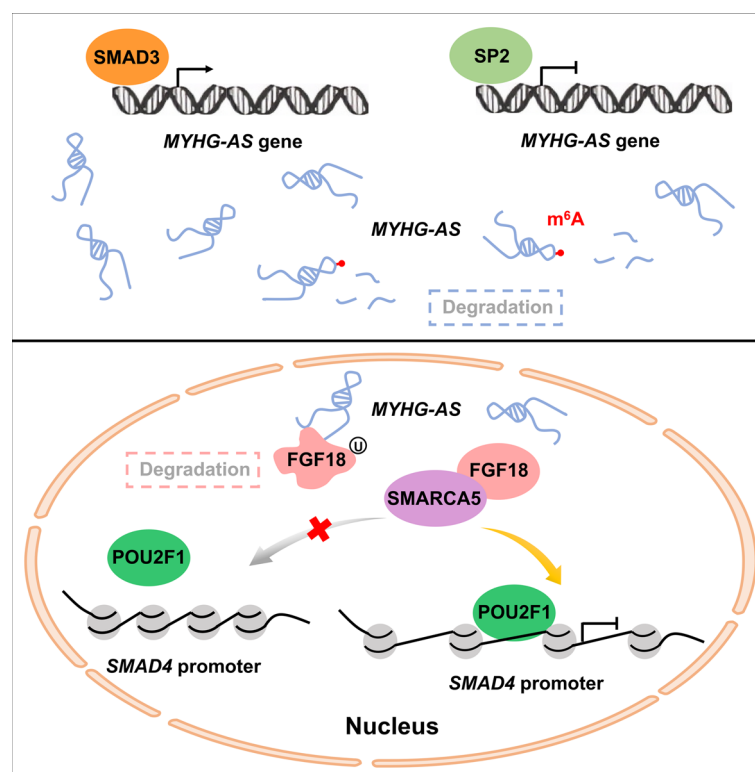 SMAD3
SP2
MYHG-AS gene
MYHG-AS gene
m⁶A
MYHG-AS
Degradation
MYHG-AS
U
Degradation
FGF18
FGF18
SMARCA5
POU2F1
POU2F1
SMAD4 promoter
SMAD4 promoter
Nucleus